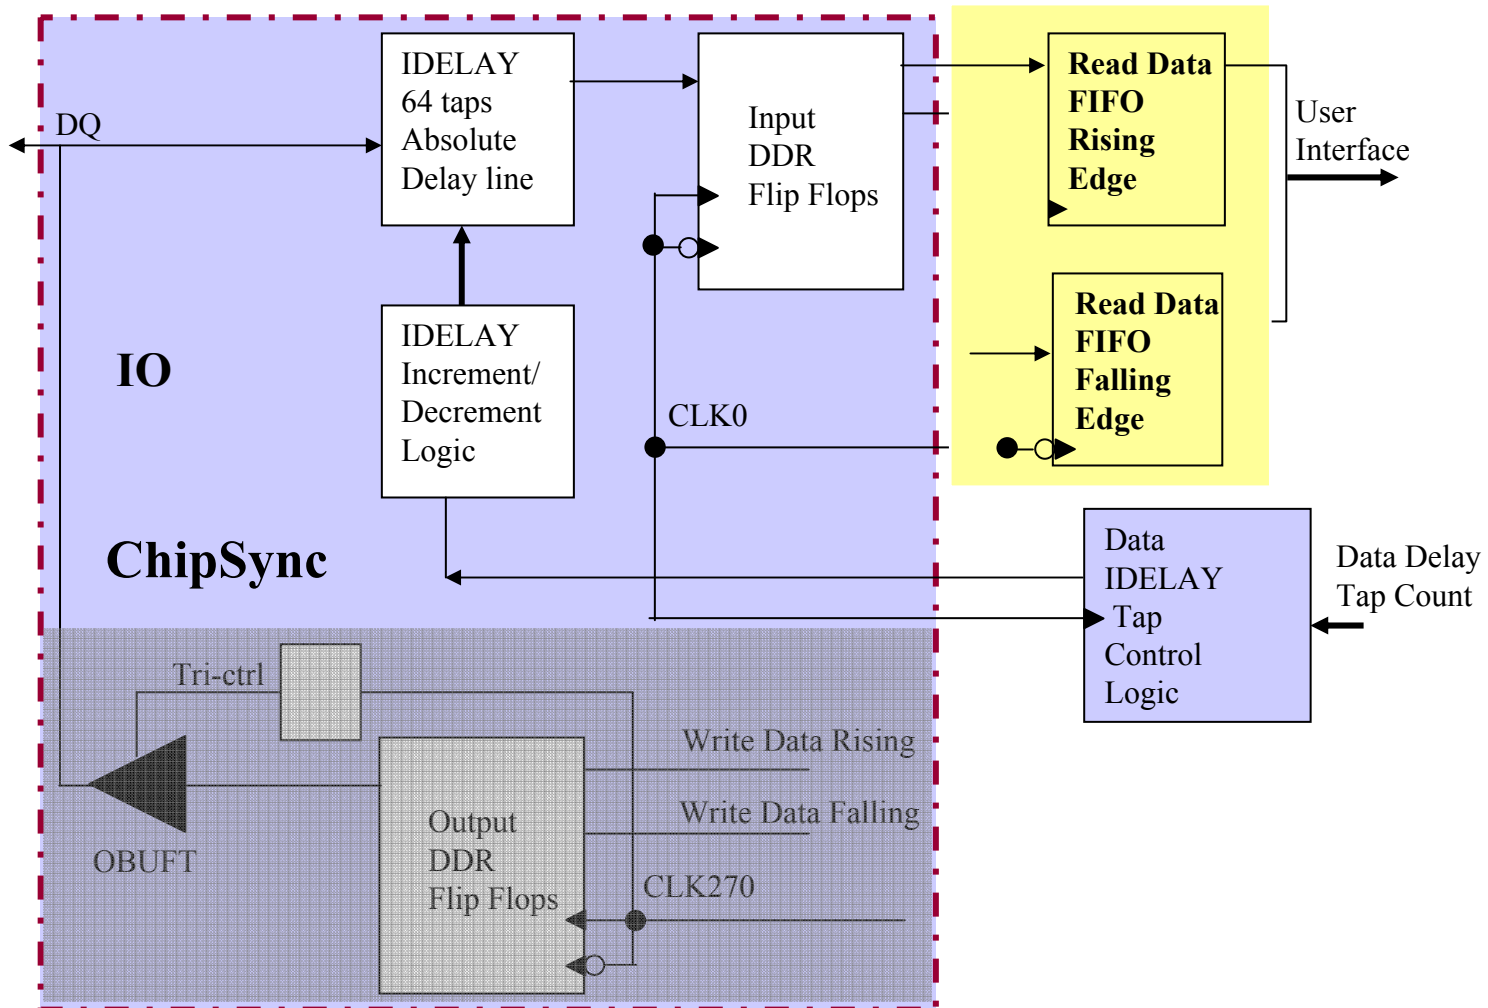 DQ
IDELAY
64 taps
Absolute
Delay line
Input
DDR
Flip Flops
Read Data
FIFO
Rising
Edge
User
Interface
IDELAY
Increment/
Decrement
Logic
Read Data
FIFO
Falling
Edge
IO
CLK0
ChipSync
Data
IDELAY
Tap
Control
Logic
Data Delay
Tap Count
Tri-ctrl
Write Data Rising
Write Data Falling
OBUFT
Output
DDR
Flip Flops
CLK270